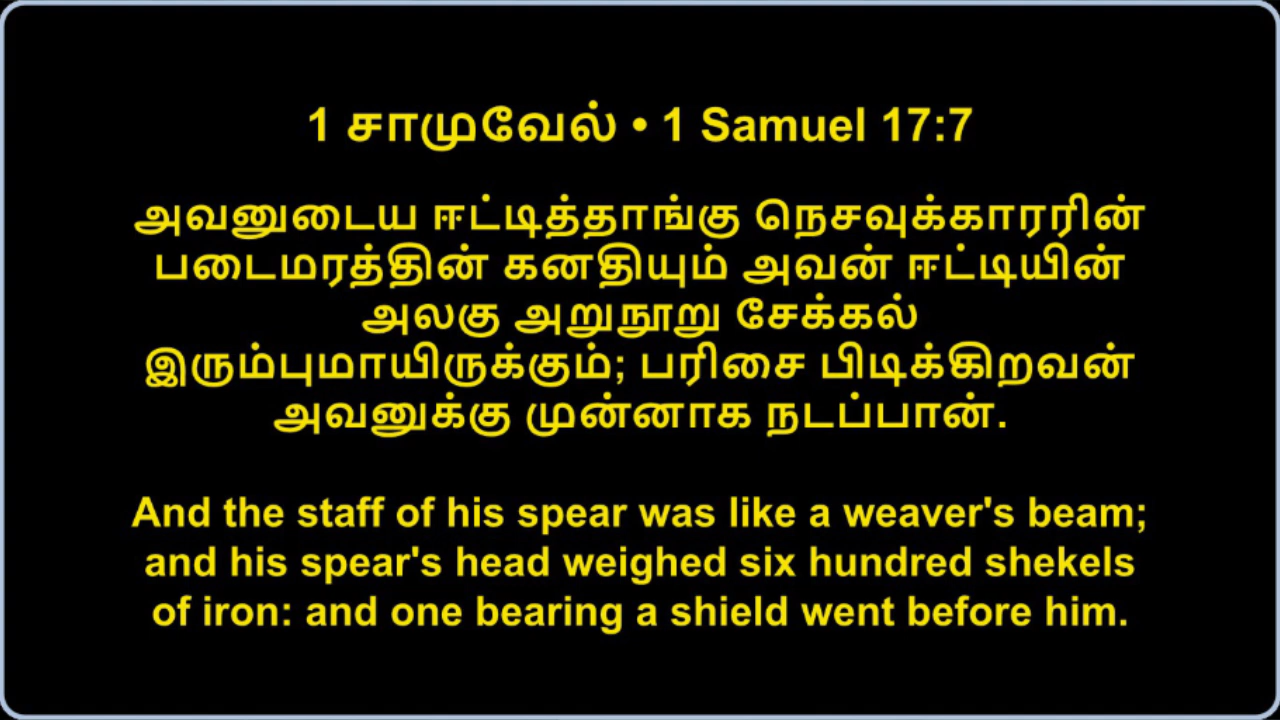 1 சாமுவேல் • 1 Samuel 17:7
அவனுடைய ஈட்டித்தாங்கு நெசவுக்காரரின்
படைமரத்தின் கனதியும் அவன் ஈட்டியின்
அலகு அறுநூறு சேக்கல்
இரும்புமாயிருக்கும்; பரிசை பிடிக்கிறவன்
அவனுக்கு முன்னாக நடப்பான்.
And the staff of his spear was like a weaver's beam;
and his spear's head weighed six hundred shekels
of iron: and one bearing a shield went before him.